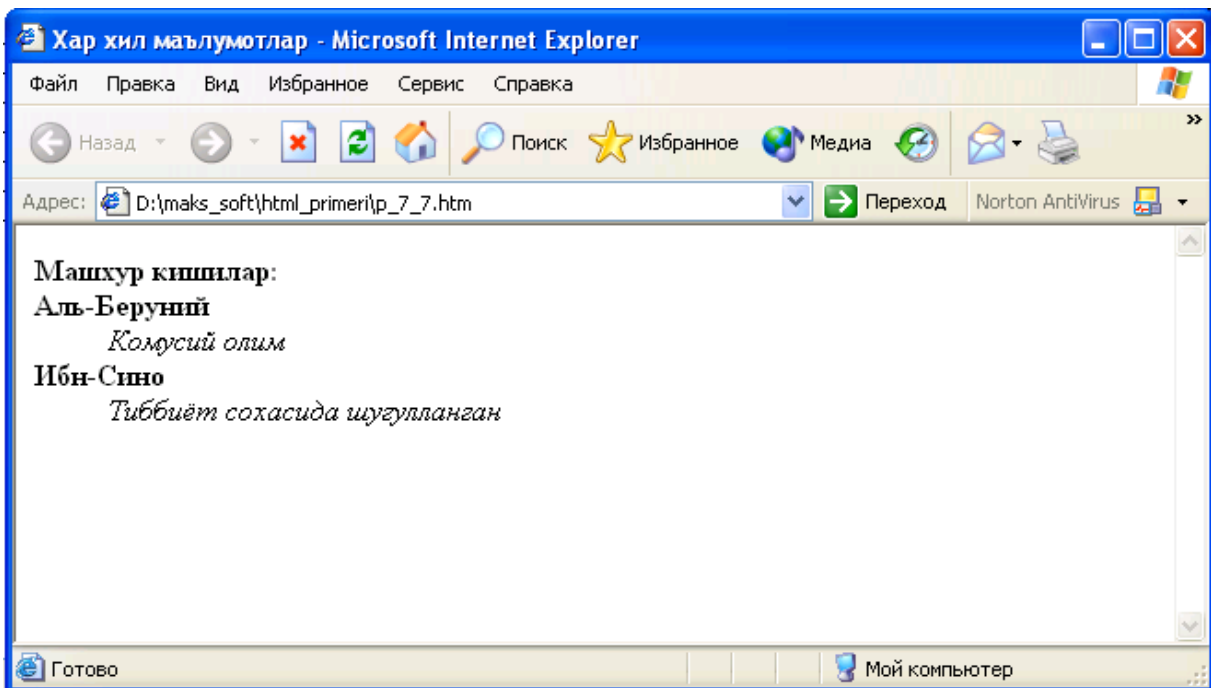 Хар хил маълумотлар - Microsoft Internet Explorer
Файл Правка Вид Избранное Сервис Справка
Назад Поиск Избранное Медиа »
Адрес: D:\maks_soft\html_primeri\p_7_7.htm Переход Norton AntiVirus
Машхур кишилар:
Аль-Беруний
Комусий олим
Ибн-Сино
Тиббиёт сохасида шугулланган
Готово Мой компьютер